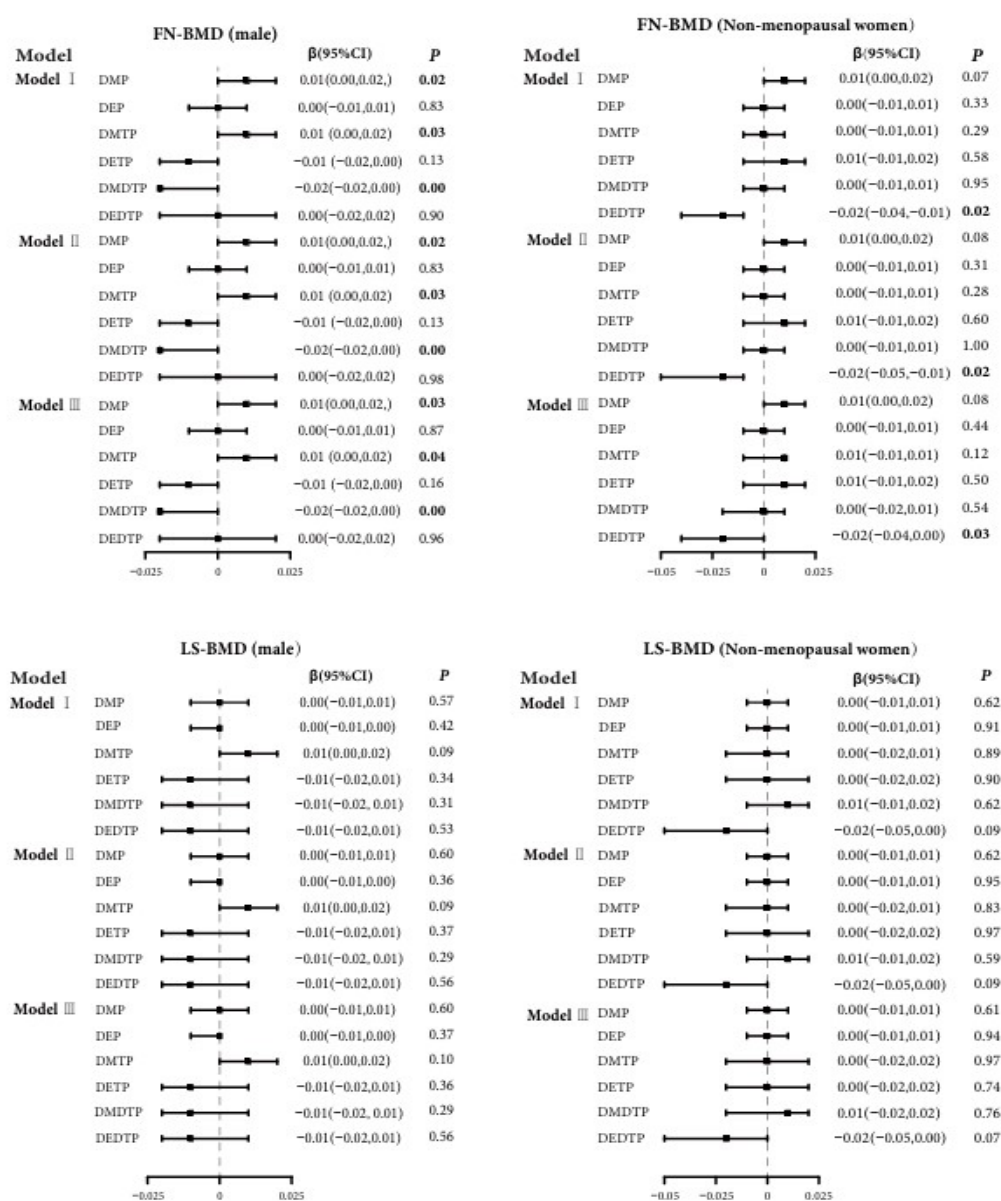 FN-BMD (male)
Model β(95%CI) P
Model Ⅰ DMP 0.01(0.00,0.02,) 0.02
DEP 0.00(−0.01,0.01) 0.83
DMTP 0.01 (0.00,0.02) 0.03
DETP −0.01 (−0.02,0.00) 0.13
DMDTP −0.02(−0.02,0.00) 0.00
DEDTP 0.00(−0.02,0.02) 0.90
Model Ⅱ DMP 0.01(0.00,0.02,) 0.02
DEP 0.00(−0.01,0.01) 0.83
DMTP 0.01 (0.00,0.02) 0.03
DETP −0.01 (−0.02,0.00) 0.13
DMDTP −0.02(−0.02,0.00) 0.00
DEDTP 0.00(−0.02,0.02) 0.98
Model Ⅲ DMP 0.01(0.00,0.02,) 0.03
DEP 0.00(−0.01,0.01) 0.87
DMTP 0.01 (0.00,0.02) 0.04
DETP −0.01 (−0.02,0.00) 0.16
DMDTP −0.02(−0.02,0.00) 0.00
DEDTP 0.00(−0.02,0.02) 0.96
−0.025 0 0.025
FN-BMD (Non-menopausal women)
Model β(95%CI) P
Model Ⅰ DMP 0.01(0.00,0.02) 0.07
DEP 0.00(−0.01,0.01) 0.33
DMTP 0.00(−0.01,0.01) 0.29
DETP 0.01(−0.01,0.02) 0.58
DMDTP 0.00(−0.01,0.01) 0.95
DEDTP −0.02(−0.04,−0.01) 0.02
Model Ⅱ DMP 0.01(0.00,0.02) 0.08
DEP 0.00(−0.01,0.01) 0.31
DMTP 0.00(−0.01,0.01) 0.28
DETP 0.01(−0.01,0.02) 0.60
DMDTP 0.00(−0.01,0.01) 1.00
DEDTP −0.02(−0.05,−0.01) 0.02
Model Ⅲ DMP 0.01(0.00,0.02) 0.08
DEP 0.00(−0.01,0.01) 0.44
DMTP 0.01(−0.01,0.01) 0.12
DETP 0.01(−0.01,0.02) 0.50
DMDTP 0.00(−0.02,0.01) 0.54
DEDTP −0.02(−0.04,0.00) 0.03
−0.05 0 0.025
LS-BMD (male)
Model β(95%CI) P
Model Ⅰ DMP 0.00(−0.01,0.01) 0.57
DEP 0.00(−0.01,0.00) 0.42
DMTP 0.01(0.00,0.02) 0.09
DETP −0.01(−0.02,0.01) 0.34
DMDTP −0.01(−0.02, 0.01) 0.31
DEDTP −0.01(−0.02,0.01) 0.53
Model Ⅱ DMP 0.00(−0.01,0.01) 0.60
DEP 0.00(−0.01,0.00) 0.36
DMTP 0.01(0.00,0.02) 0.09
DETP −0.01(−0.02,0.01) 0.37
DMDTP −0.01(−0.02, 0.01) 0.29
DEDTP −0.01(−0.02,0.01) 0.56
Model Ⅲ DMP 0.00(−0.01,0.01) 0.60
DEP 0.00(−0.01,0.00) 0.37
DMTP 0.01(0.00,0.02) 0.10
DETP −0.01(−0.02,0.01) 0.36
DMDTP −0.01(−0.02, 0.01) 0.29
DEDTP −0.01(−0.02,0.01) 0.56
−0.025 0 0.025
LS-BMD (Non-menopausal women)
Model β(95%CI) P
Model Ⅰ DMP 0.00(−0.01,0.01) 0.62
DEP 0.00(−0.01,0.01) 0.91
DMTP 0.00(−0.02,0.01) 0.89
DETP 0.00(−0.02,0.02) 0.90
DMDTP 0.01(−0.01,0.02) 0.62
DEDTP −0.02(−0.05,0.00) 0.09
Model Ⅱ DMP 0.00(−0.01,0.01) 0.62
DEP 0.00(−0.01,0.01) 0.95
DMTP 0.00(−0.02,0.01) 0.83
DETP 0.00(−0.02,0.02) 0.97
DMDTP 0.01(−0.01,0.02) 0.59
DEDTP −0.02(−0.05,0.00) 0.09
Model Ⅲ DMP 0.00(−0.01,0.01) 0.61
DEP 0.00(−0.01,0.01) 0.94
DMTP 0.00(−0.02,0.02) 0.97
DETP 0.00(−0.02,0.02) 0.74
DMDTP 0.01(−0.02,0.02) 0.76
DEDTP −0.02(−0.05,0.00) 0.07
−0.05 0 0.025